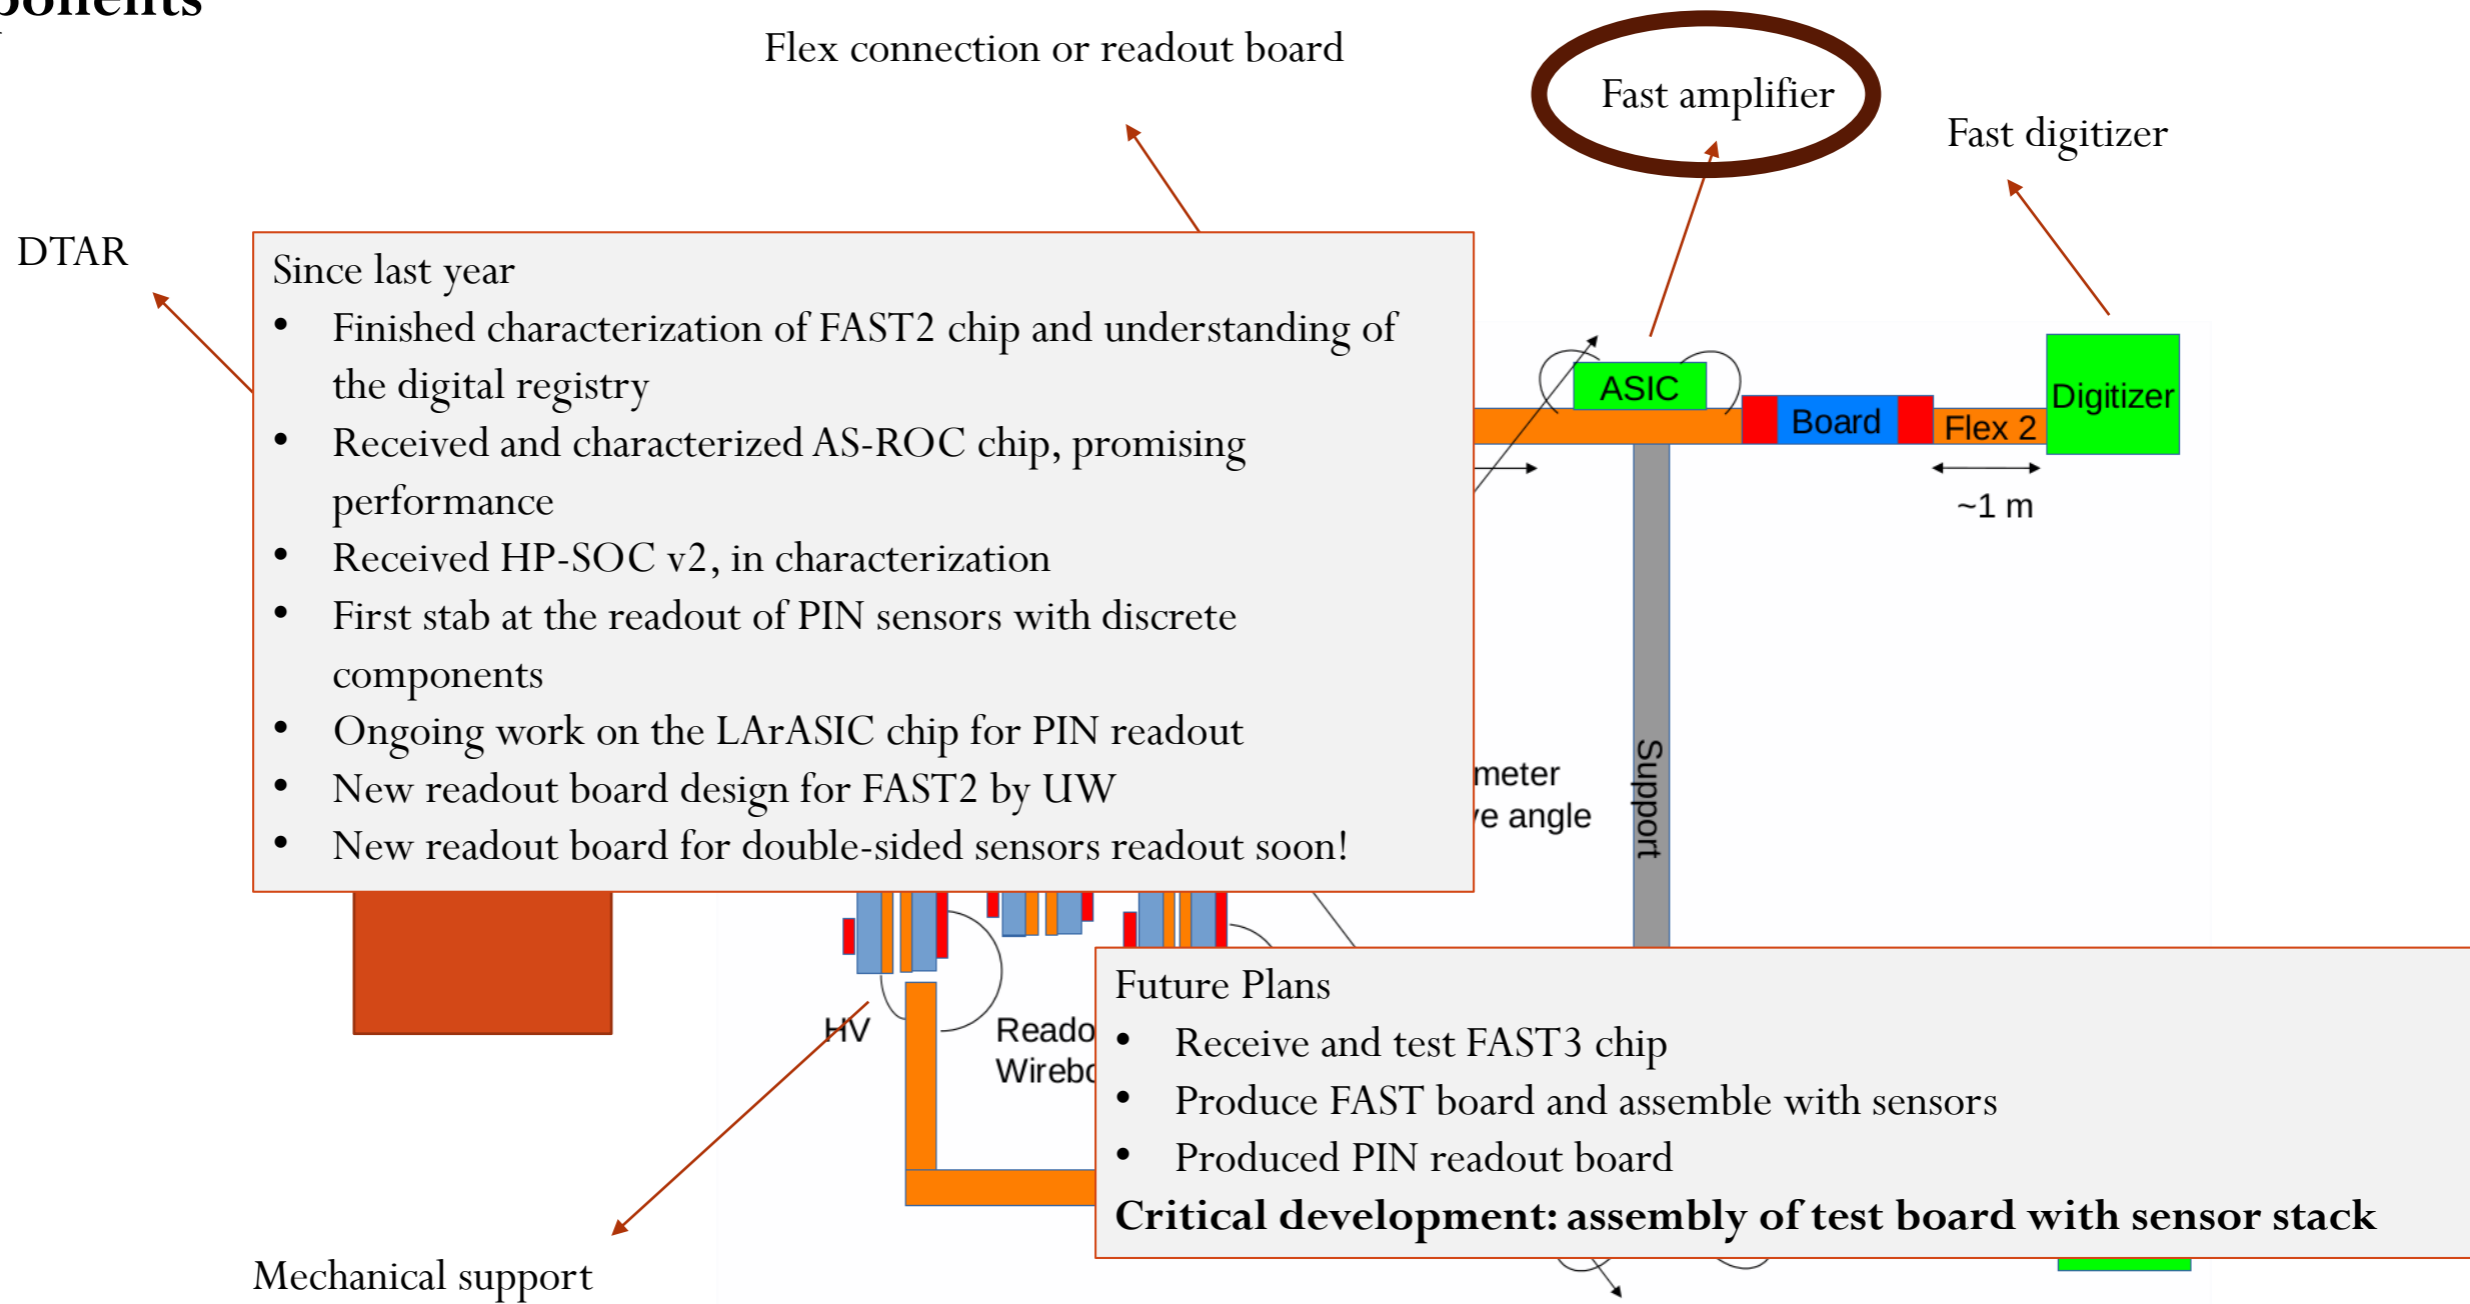 Flex connection or readout board
Fast amplifier
Fast digitizer
DTAR
Since last year
• Finished characterization of FAST2 chip and understanding of
the digital registry
• Received and characterized AS-ROC chip, promising
performance
• Received HP-SOC v2, in characterization
• First stab at the readout of PIN sensors with discrete
components
• Ongoing work on the LArASIC chip for PIN readout
• New readout board design for FAST2 by UW
• New readout board for double-sided sensors readout soon!
ASIC
Board
Flex 2
Digitizer
~1 m
meter
angle
Support
HV
Future Plans
• Receive and test FAST3 chip
• Produce FAST board and assemble with sensors
• Produced PIN readout board
Critical development: assembly of test board with sensor stack
Mechanical support